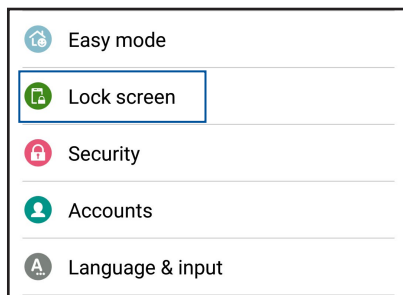 Easy mode
Lock screen
Security
Accounts
Language & input